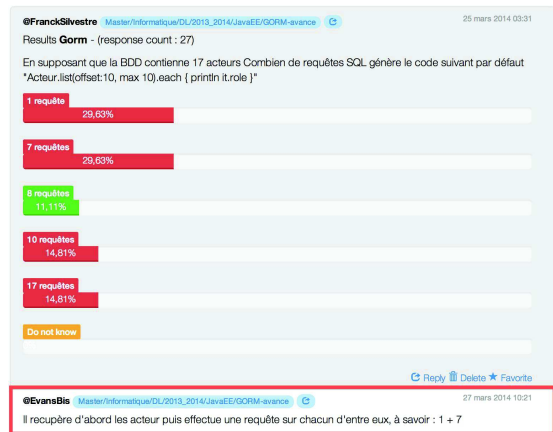 @FranckSilvestre Master/Informatique/DL/2013_2014/JavaEE/GORM-avance 25 mars 2014 03:31
Results Gorm - (response count : 27)
En supposant que la BDD contienne 17 acteurs Combien de requêtes SQL génère le code suivant par défaut
"Acteur.list(offset:10, max 10).each { println it.role }"
1 requête
29,63%
7 requêtes
29,63%
8 requêtes
11,11%
10 requêtes
14,81%
17 requêtes
14,81%
Do not know
Reply Delete Favorite
@EvansBis Master/Informatique/DL/2013_2014/JavaEE/GORM-avance 27 mars 2014 10:21
Il recupère d'abord les acteur puis effectue une requête sur chacun d'entre eux, à savoir : 1 + 7